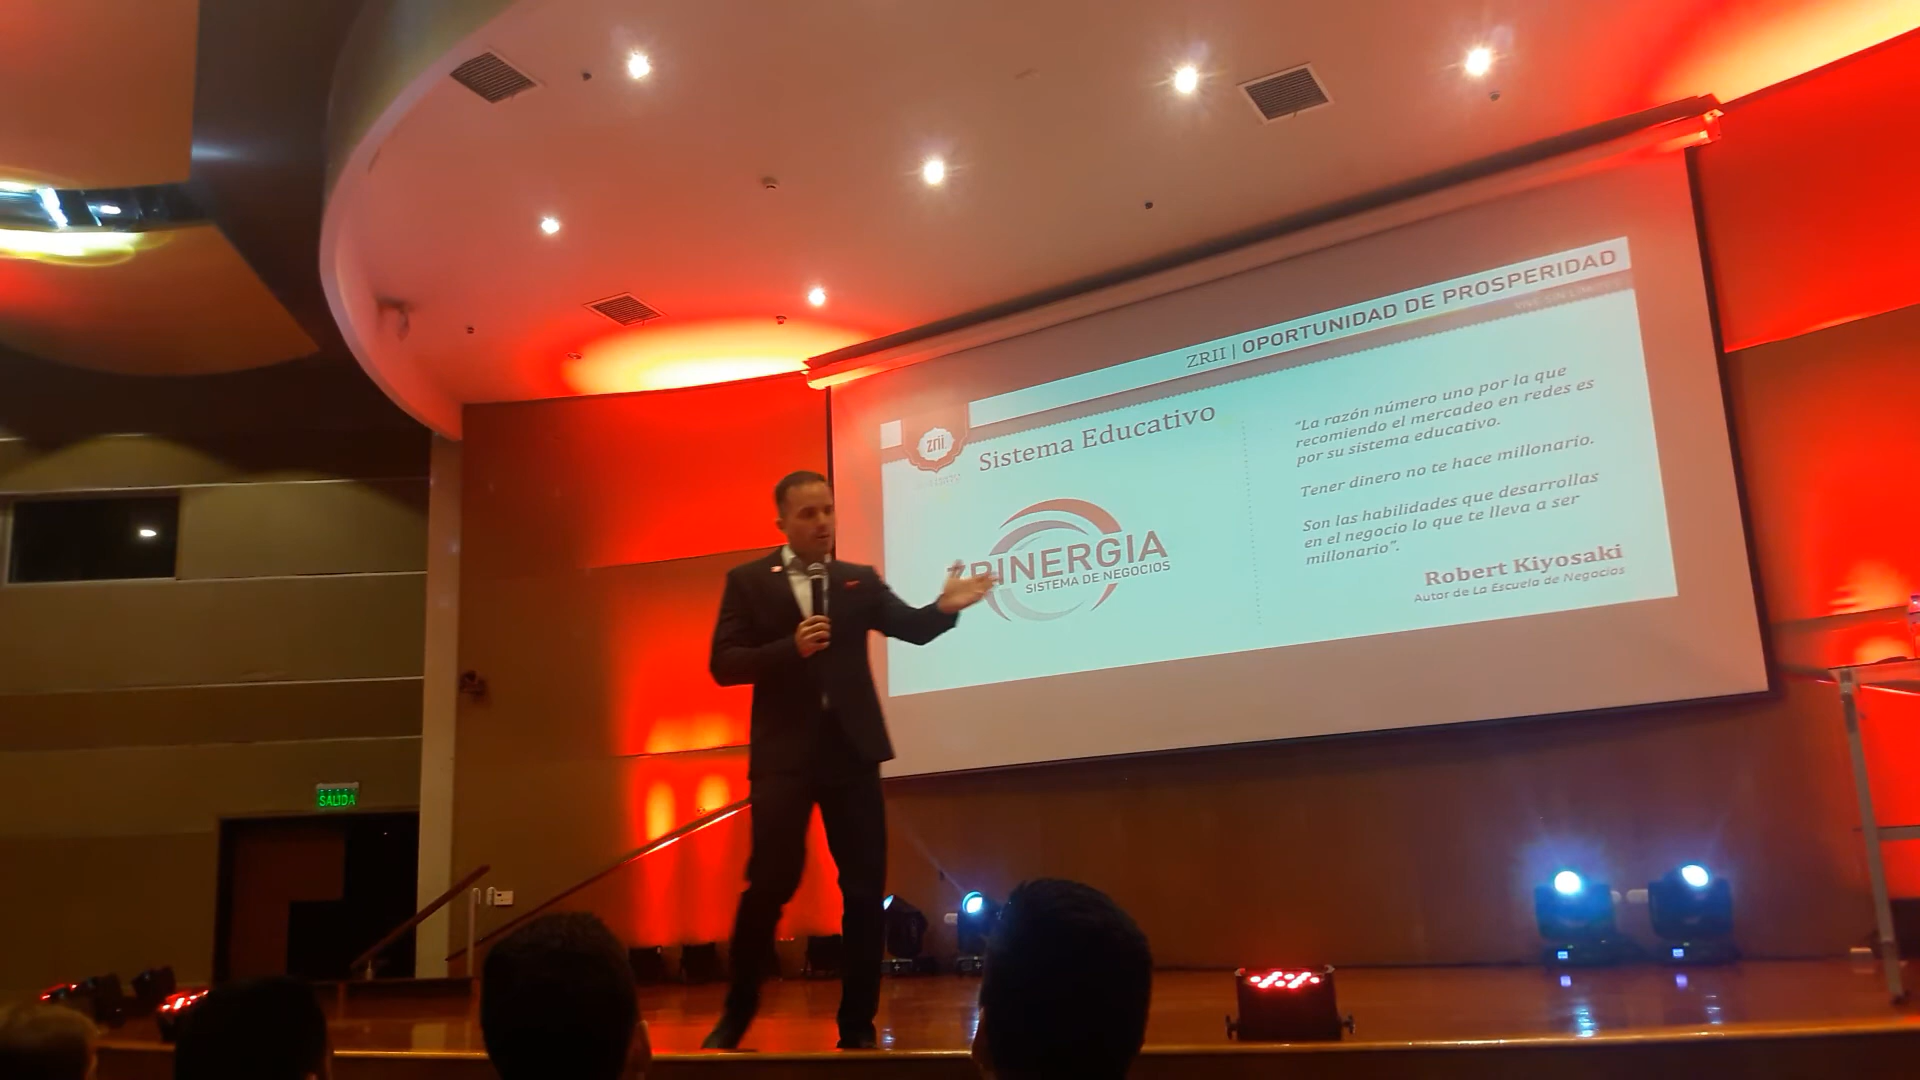 ZRII | OPORTUNIDAD DE PROSPERIDAD
zrii
Sistema Educativo
ZRINERGIA
SISTEMA DE NEGOCIOS
“La razón número uno por la que
recomiendo el mercadeo en redes es
por su sistema educativo.
Tener dinero no te hace millonario.
Son las habilidades que desarrollas
en el negocio lo que te lleva a ser
millonario”.
Robert Kiyosaki
Autor de La Escuela de Negocios
SALIDA